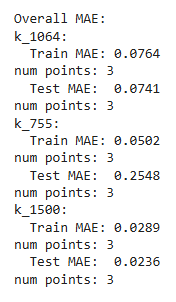 Overall MAE:
k_1064:
  Train MAE: 0.0764
num points: 3
  Test MAE:  0.0741
num points: 3
k_755:
  Train MAE: 0.0502
num points: 3
  Test MAE:  0.2548
num points: 3
k_1500:
  Train MAE: 0.0289
num points: 3
  Test MAE:  0.0236
num points: 3